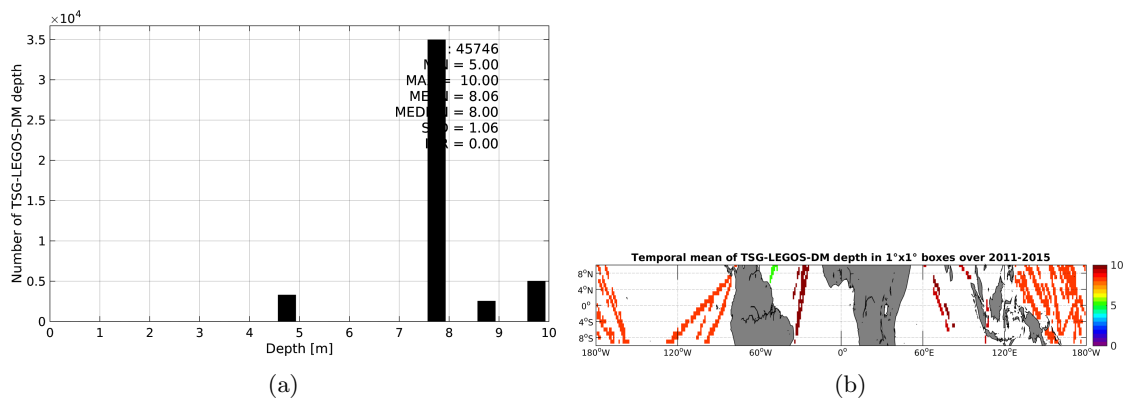 ×10⁴
3.5
3
2.5
2
1.5
1
0.5
0
Number of TSG-LEGOS-DM depth
: 45746
= 5.00
= 10.00
= 8.06
= 8.00
= 1.06
= 0.00
0 1 2 3 4 5 6 7 8 9 10
Depth [m]
(a)
Temporal mean of TSG-LEGOS-DM depth in 1°x1° boxes over 2011-2015
8°N
4°N
0°
4°S
8°S
180°W 120°W 60°W 0° 60°E 120°E 180°W
10
5
0
(b)